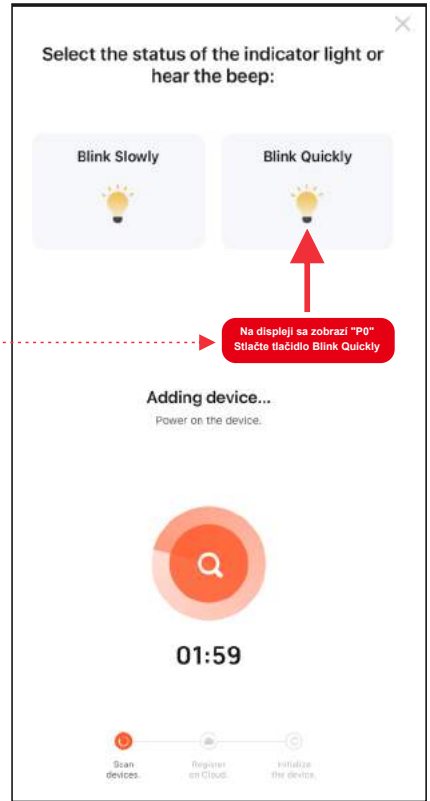 Select the status of the indicator light or
hear the beep:
Blink Slowly
Blink Quickly
Na displeji sa zobrazí "P0"
Stlačte tlačidlo Blink Quickly
Adding device...
Power on the device.
01:59
Scan
devices.
Register
on Cloud.
Initialize
the device.